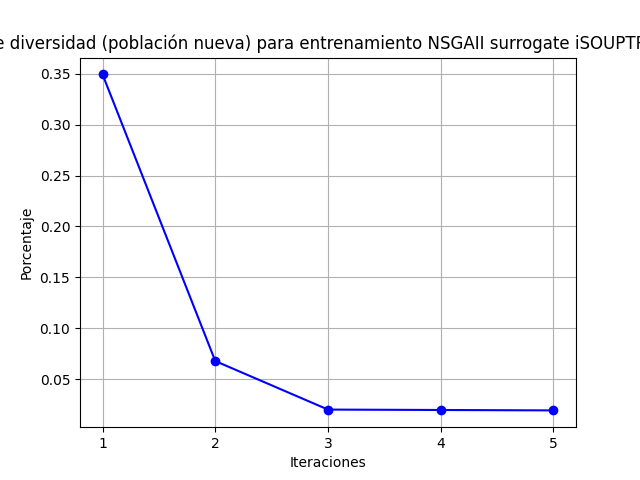 e diversidad (población nueva) para entrenamiento NSGAII surrogate iSOUPTR
0.35
0.30
0.25
0.20
0.15
0.10
0.05
Porcentaje
1 2 3 4 5
Iteraciones